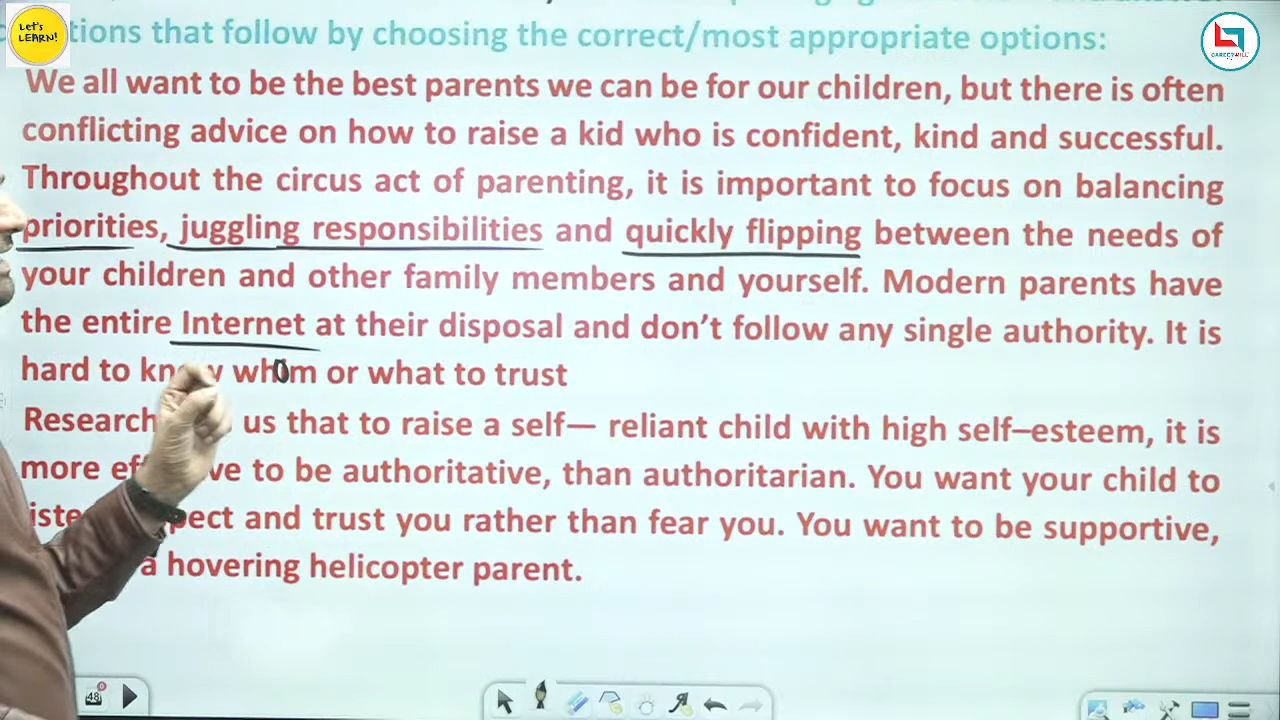 Let's
LEARN!
tions that follow by choosing the correct/most appropriate options:
CAREERWILL
We all want to be the best parents we can be for our children, but there is often
conflicting advice on how to raise a kid who is confident, kind and successful.
Throughout the circus act of parenting, it is important to focus on balancing
priorities, juggling responsibilities and quickly flipping between the needs of
your children and other family members and yourself. Modern parents have
the entire Internet at their disposal and don't follow any single authority. It is
hard to know whom or what to trust
Research us that to raise a self— reliant child with high self–esteem, it is
more to be authoritative, than authoritarian. You want your child to
and trust you rather than fear you. You want to be supportive,
a hovering helicopter parent.
48